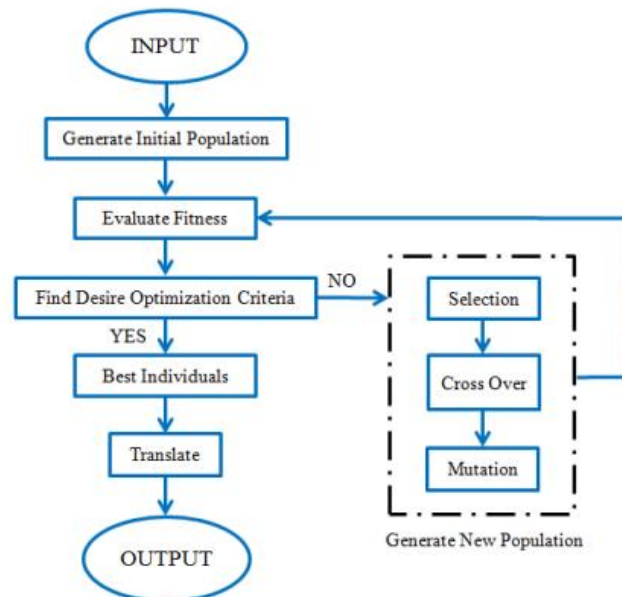 INPUT
Generate Initial Population
Evaluate Fitness
Find Desire Optimization Criteria
NO
YES
Best Individuals
Translate
OUTPUT
Selection
Cross Over
Mutation
Generate New Population